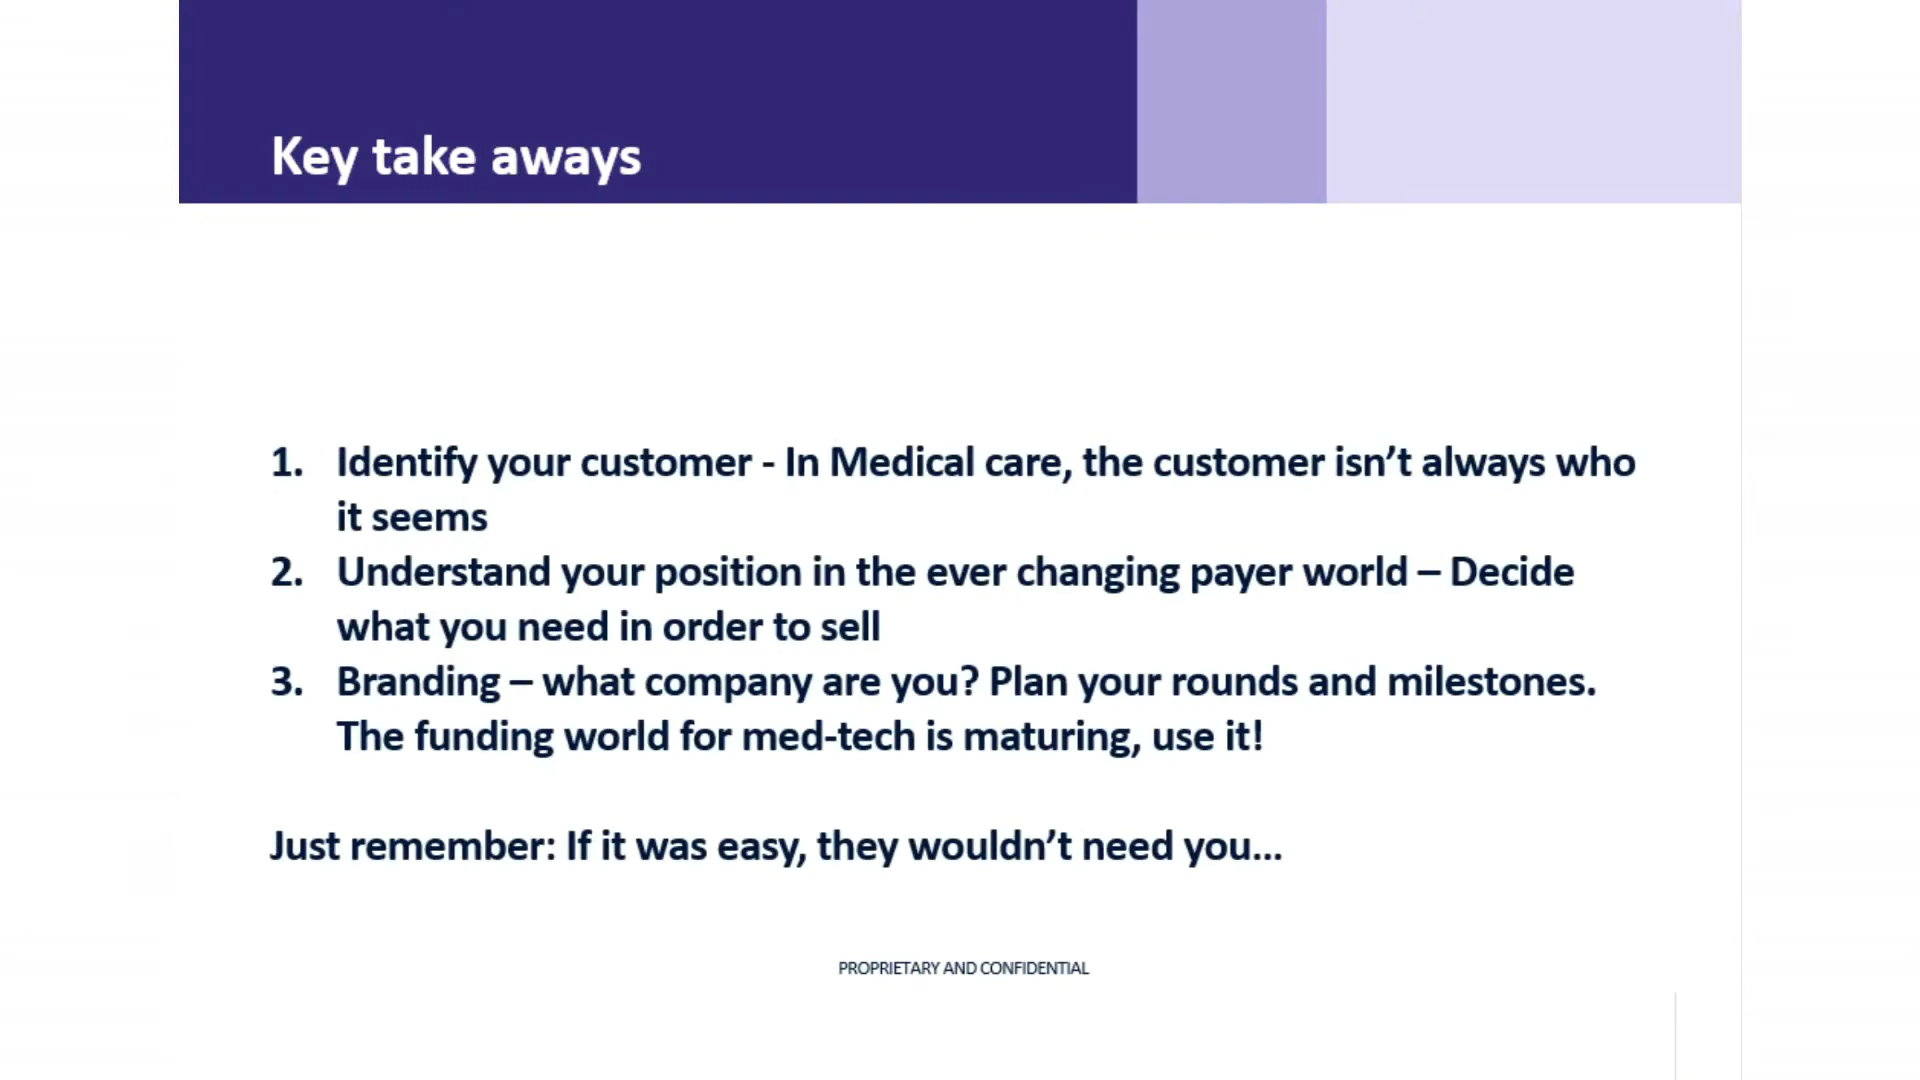 Key take aways
1. Identify your customer - In Medical care, the customer isn’t always who
it seems
2. Understand your position in the ever changing payer world – Decide
what you need in order to sell
3. Branding – what company are you? Plan your rounds and milestones.
The funding world for med-tech is maturing, use it!
Just remember: If it was easy, they wouldn’t need you...
PROPRIETARY AND CONFIDENTIAL